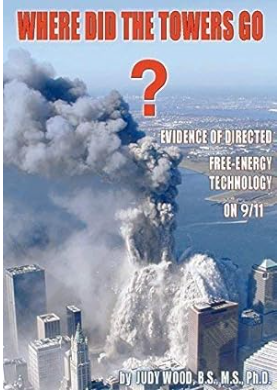 WHERE DID THE TOWERS GO
?
EVIDENCE OF DIRECTED
FREE-ENERGY
TECHNOLOGY
ON 9/11
by JUDY WOOD, B.S., M.S., Ph.D.